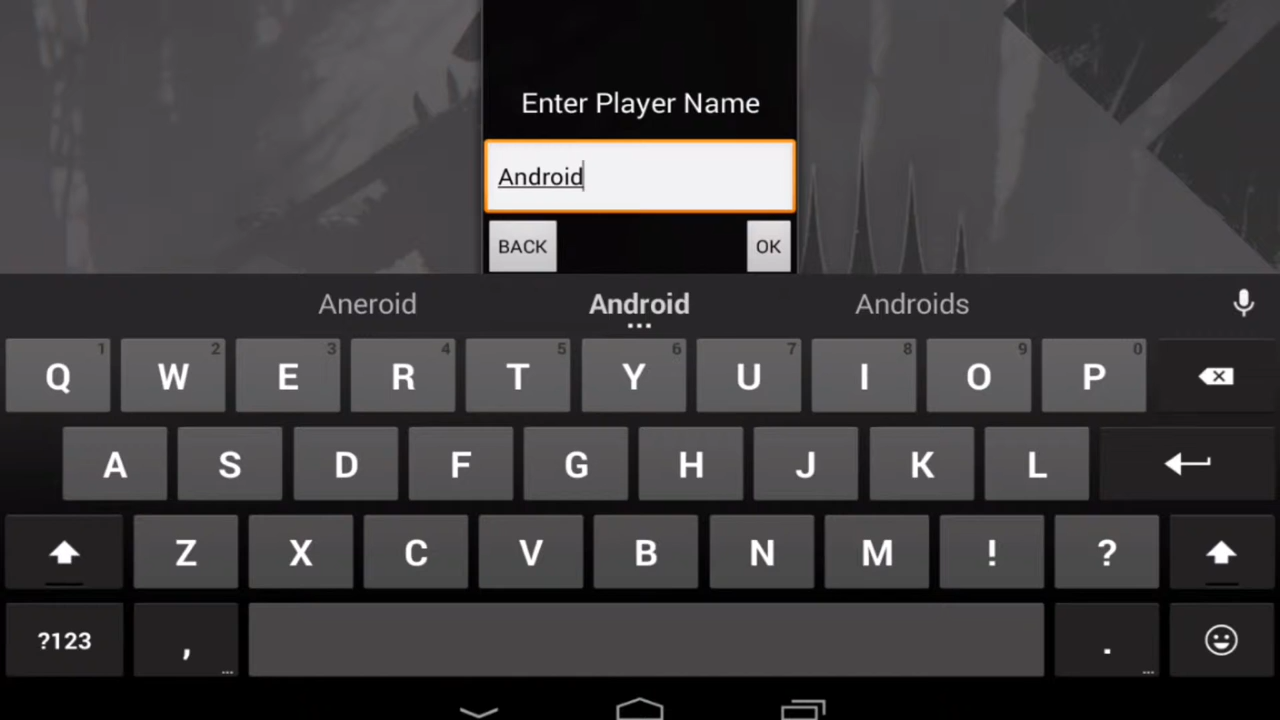 Enter Player Name
Android
BACK OK
Aneroid Android Androids
Q 1 W 2 E 3 R 4 T 5 Y 6 U 7 I 8 O 9 P 0
A S D F G H J K L
Z X C V B N M ! ?
?123 , ... . ...